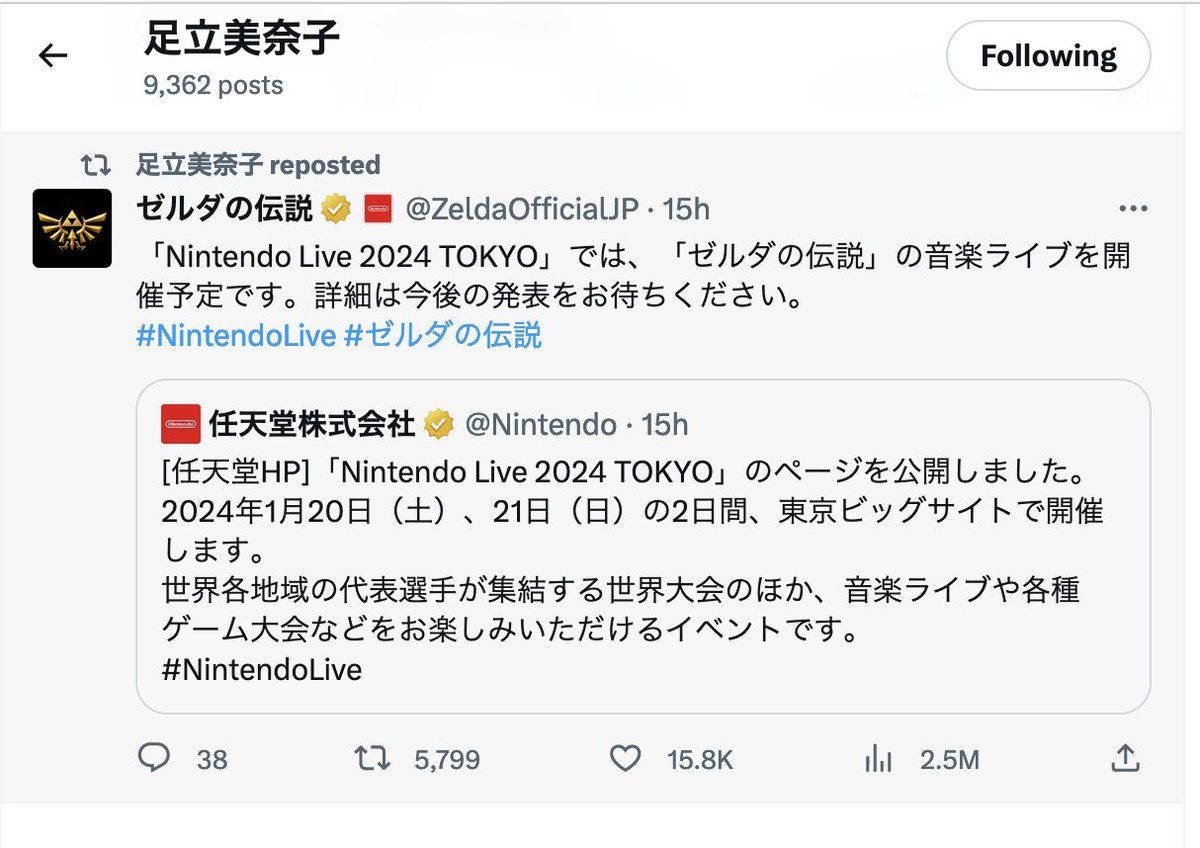 足立美奈子
9,362 posts
Following
足立美奈子 reposted
ゼルダの伝説 @ZeldaOfficialJP · 15h
「Nintendo Live 2024 TOKYO」では、「ゼルダの伝説」の音楽ライブを開
催予定です。詳細は今後の発表をお待ちください。
#NintendoLive #ゼルダの伝説
Nintendo 任天堂株式会社 @Nintendo · 15h
[任天堂HP]「Nintendo Live 2024 TOKYO」のページを公開しました。
2024年1月20日（土）、21日（日）の2日間、東京ビッグサイトで開催
します。
世界各地域の代表選手が集結する世界大会のほか、音楽ライブや各種
ゲーム大会などをお楽しみいただけるイベントです。
#NintendoLive
38 5,799 15.8K 2.5M